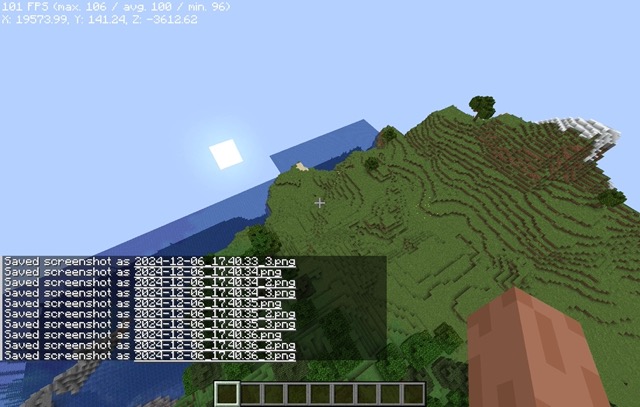 101 FPS (max. 106 / avg. 100 / min. 96)
X: 19573.99, Y: 141.24, Z: -3612.62
Saved screenshot as 2024-12-06_17.40.33_3.png
Saved screenshot as 2024-12-06_17.40.34.png
Saved screenshot as 2024-12-06_17.40.34_2.png
Saved screenshot as 2024-12-06_17.40.34_3.png
Saved screenshot as 2024-12-06_17.40.35.png
Saved screenshot as 2024-12-06_17.40.35_2.png
Saved screenshot as 2024-12-06_17.40.35_3.png
Saved screenshot as 2024-12-06_17.40.36.png
Saved screenshot as 2024-12-06_17.40.36_2.png
Saved screenshot as 2024-12-06_17.40.36_3.png